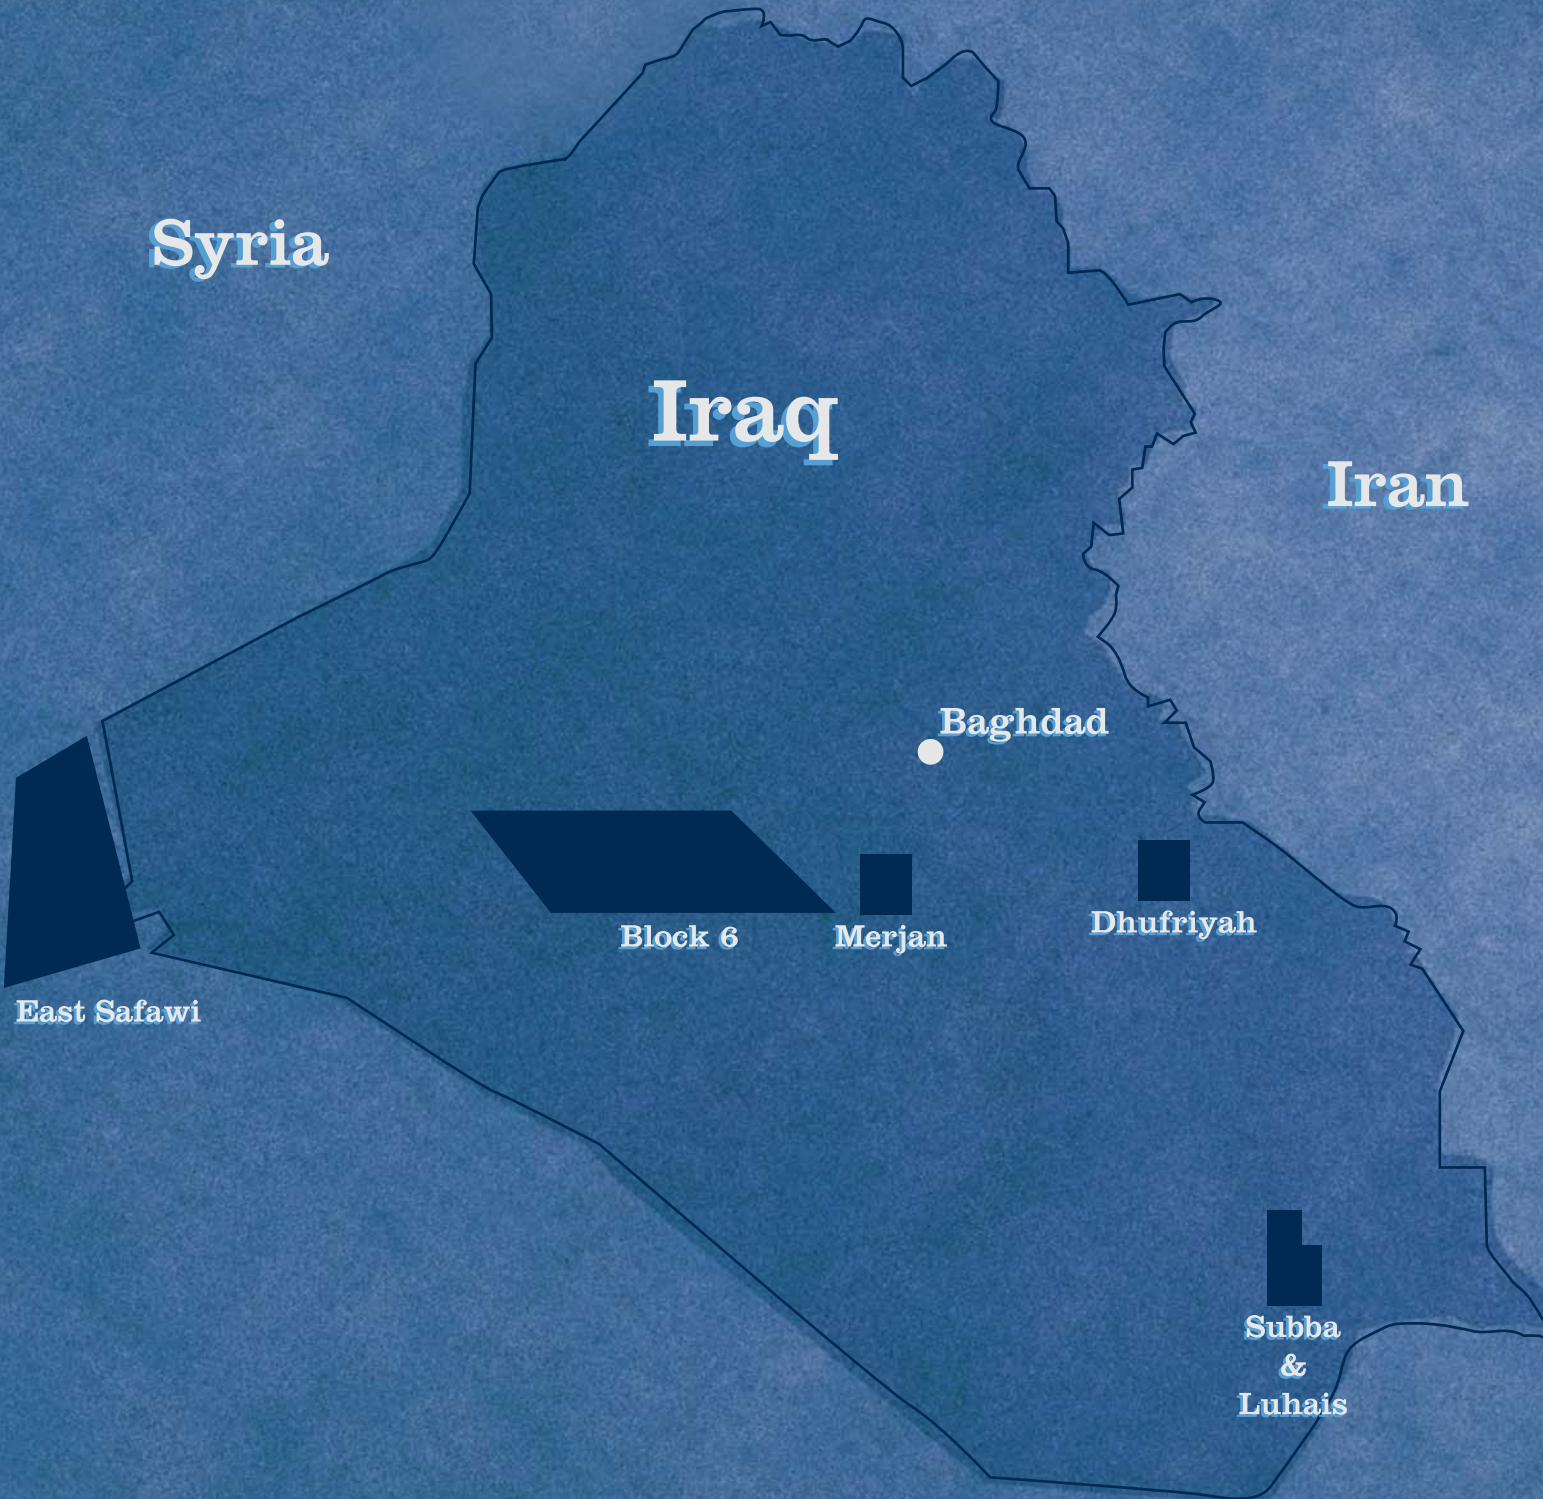 Syria
Iraq
Iran
Baghdad
Block 6
Merjan
Dhufriyah
East Safawi
Subba
&
Luhais